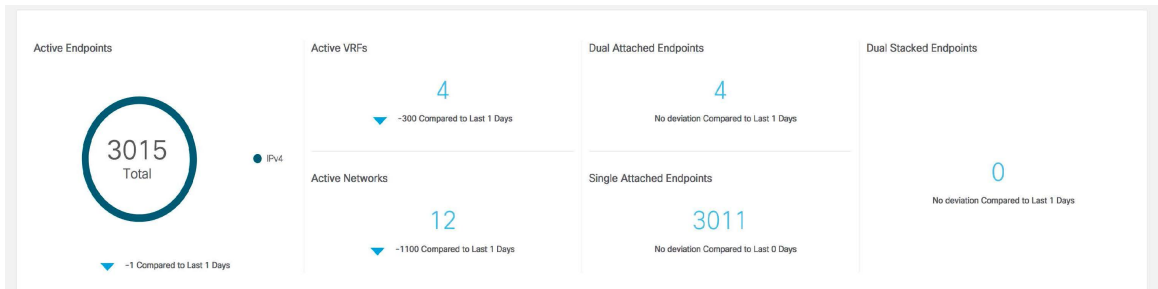 Active Endpoints
3015
Total
IPv4
-1 Compared to Last 1 Days
Active VRFs
4
-300 Compared to Last 1 Days
Active Networks
12
-1100 Compared to Last 1 Days
Dual Attached Endpoints
4
No deviation Compared to Last 1 Days
Single Attached Endpoints
3011
No deviation Compared to Last 0 Days
Dual Stacked Endpoints
0
No deviation Compared to Last 1 Days